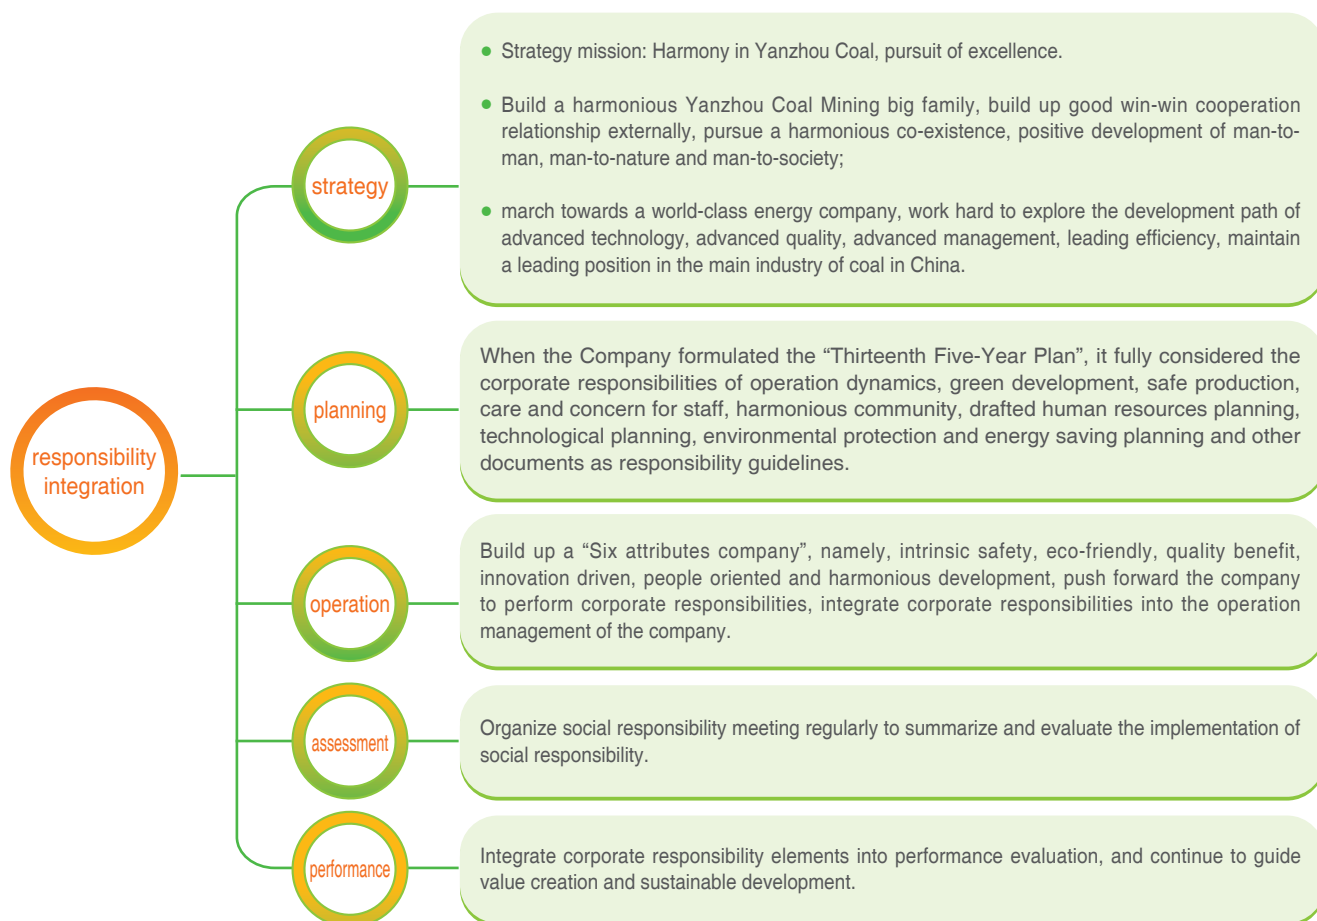 responsibility
integration
strategy
• Strategy mission: Harmony in Yanzhou Coal, pursuit of excellence.
• Build a harmonious Yanzhou Coal Mining big family, build up good win-win cooperation
relationship externally, pursue a harmonious co-existence, positive development of man-to-
man, man-to-nature and man-to-society;
• march towards a world-class energy company, work hard to explore the development path of
advanced technology, advanced quality, advanced management, leading efficiency, maintain
a leading position in the main industry of coal in China.
planning
When the Company formulated the “Thirteenth Five-Year Plan”, it fully considered the
corporate responsibilities of operation dynamics, green development, safe production,
care and concern for staff, harmonious community, drafted human resources planning,
technological planning, environmental protection and energy saving planning and other
documents as responsibility guidelines.
operation
Build up a “Six attributes company”, namely, intrinsic safety, eco-friendly, quality benefit,
innovation driven, people oriented and harmonious development, push forward the company
to perform corporate responsibilities, integrate corporate responsibilities into the operation
management of the company.
assessment
Organize social responsibility meeting regularly to summarize and evaluate the implementation of
social responsibility.
performance
Integrate corporate responsibility elements into performance evaluation, and continue to guide
value creation and sustainable development.